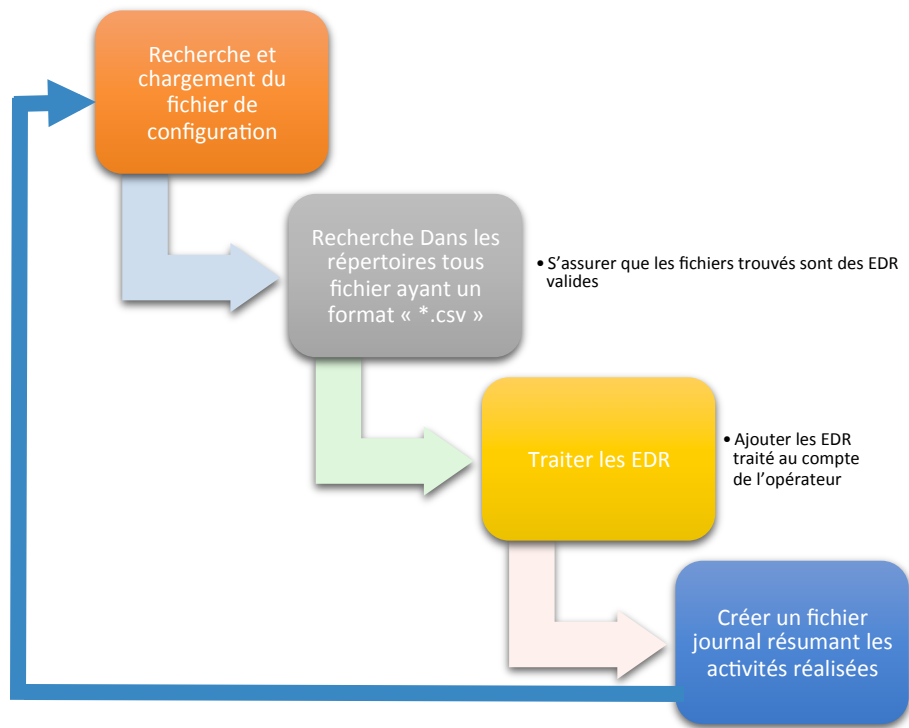 Recherche et
chargement du
fichier de
configuration
Recherche Dans les
répertoires tous
fichier ayant un
format « *.csv »
• S’assurer que les fichiers trouvés sont des EDR
valides
Traiter les EDR
• Ajouter les EDR
traité au compte
de l’opérateur
Créer un fichier
journal résumant les
activités réalisées